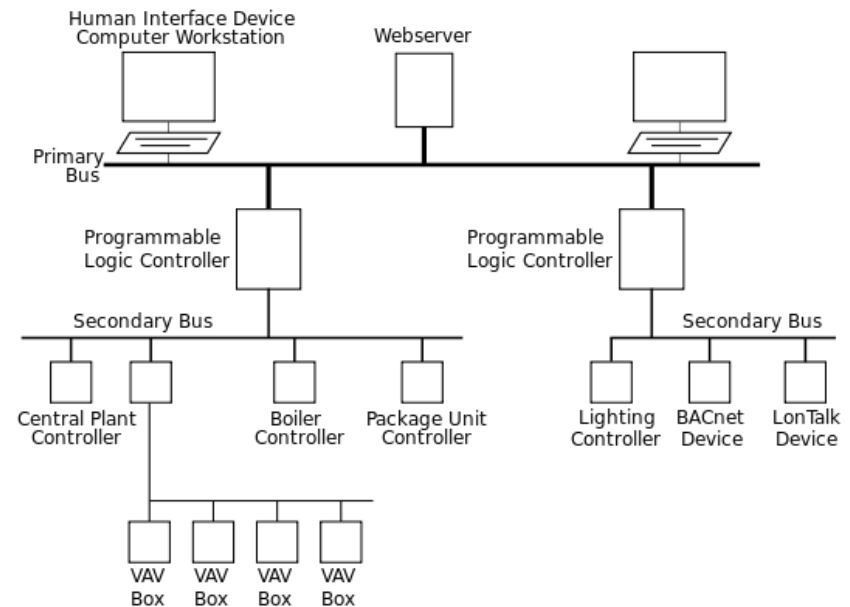 Human Interface Device
Computer Workstation
Webserver
Primary
Bus
Programmable
Logic Controller
Programmable
Logic Controller
Secondary Bus
Secondary Bus
Central Plant
Controller
Boiler
Controller
Package Unit
Controller
Lighting
Controller
BACnet
Device
LonTalk
Device
VAV
Box
VAV
Box
VAV
Box
VAV
Box